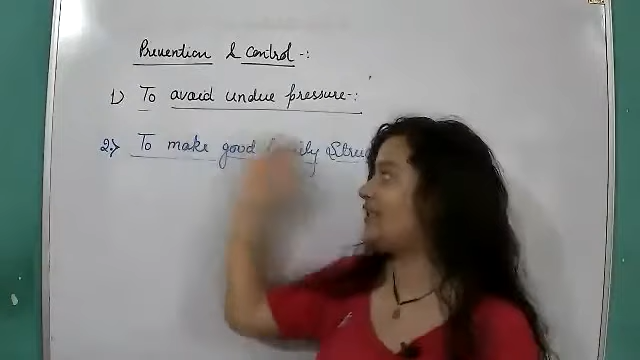 Prevention & Control -:
1) To avoid undue pressure -:
2) To make good